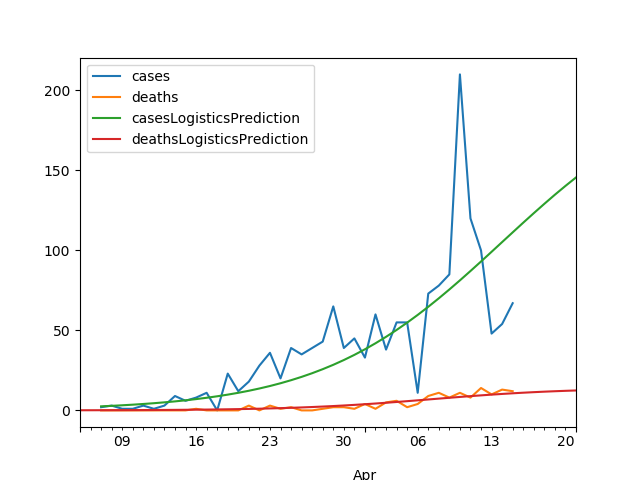 cases
deaths
casesLogisticsPrediction
deathsLogisticsPrediction
200
150
100
50
0
09 16 23 30 06 13 20
Apr